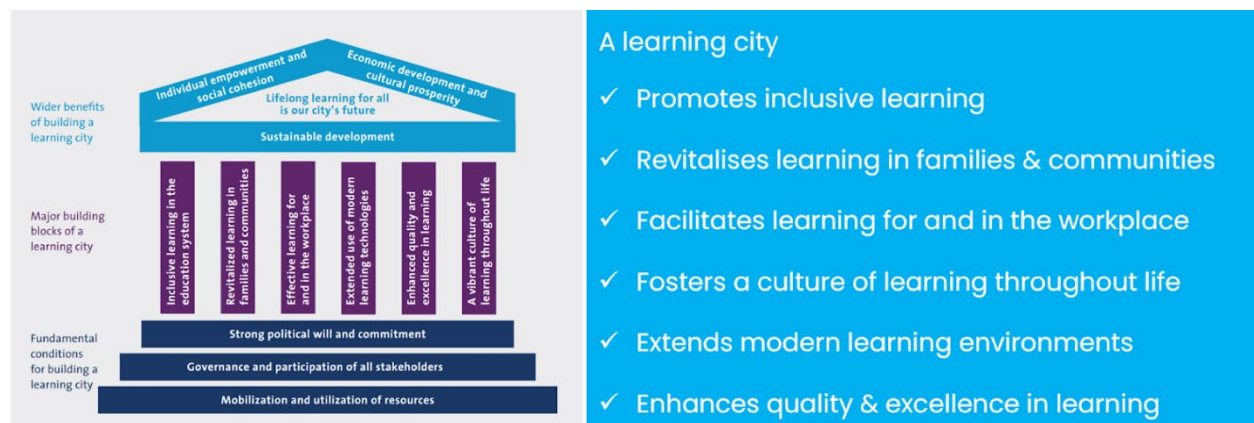 Individual empowerment and
social cohesion
Economic development and
cultural prosperity
Wider benefits
of building a
learning city
Lifelong learning for all
is our city's future
Sustainable development
Major building
blocks of a
learning city
Inclusive learning in the
education system
Revitalized learning in
families and communities
Effective learning for
and in the workplace
Extended use of modern
learning technologies
Enhanced quality and
excellence in learning
A vibrant culture of
learning throughout life
Fundamental
conditions
for building a
learning city
Strong political will and commitment
Governance and participation of all stakeholders
Mobilization and utilization of resources
A learning city
✓ Promotes inclusive learning
✓ Revitalises learning in families & communities
✓ Facilitates learning for and in the workplace
✓ Fosters a culture of learning throughout life
✓ Extends modern learning environments
✓ Enhances quality & excellence in learning